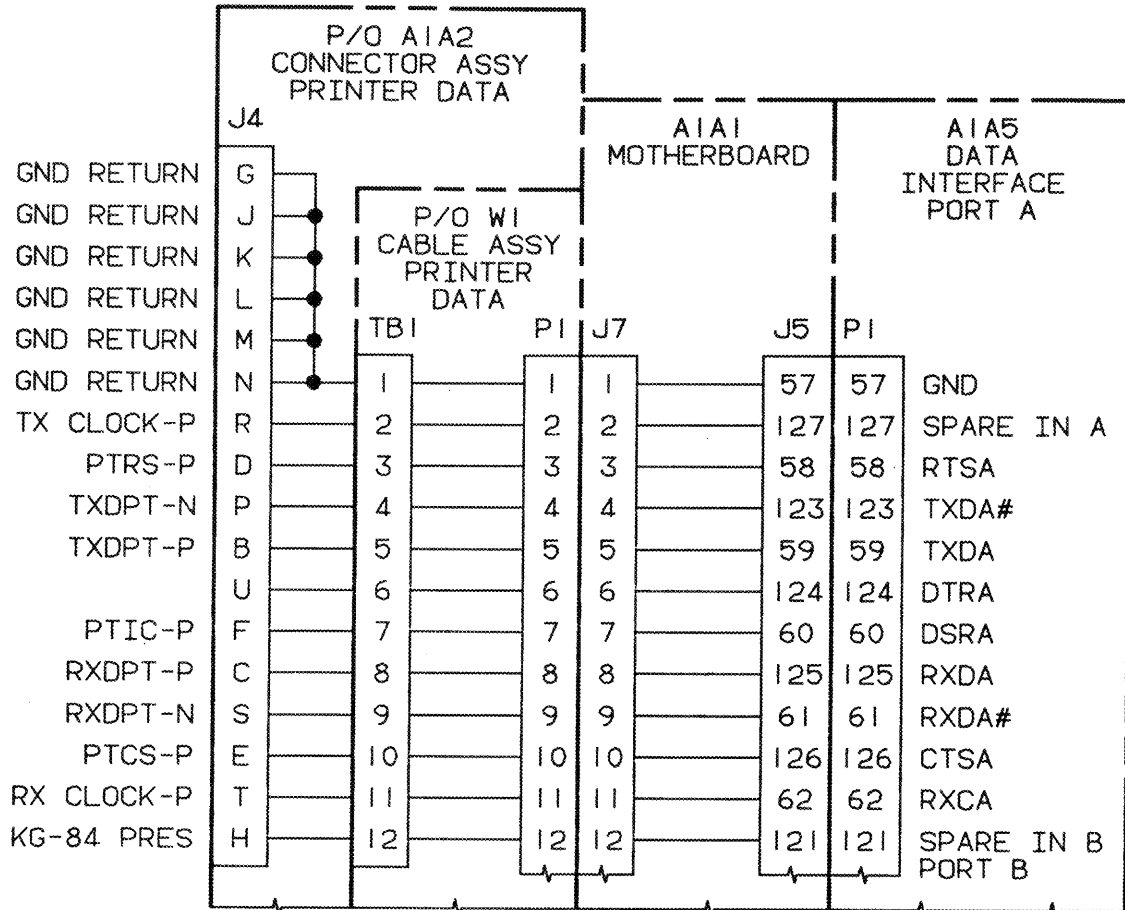 P/O A1A2
CONNECTOR ASSY
PRINTER DATA
J4
A1A1
MOTHERBOARD
A1A5
DATA
INTERFACE
PORT A
P/O W1
CABLE ASSY
PRINTER
DATA
TB1 P1 J7 J5 P1
GND RETURN G
GND RETURN J
GND RETURN K
GND RETURN L
GND RETURN M
GND RETURN N 1 1 1 57 57 GND
TX CLOCK-P R 2 2 2 127 127 SPARE IN A
PTRS-P D 3 3 3 58 58 RTSA
TXDPT-N P 4 4 4 123 123 TXDA#
TXDPT-P B 5 5 5 59 59 TXDA
U 6 6 6 124 124 DTRA
PTIC-P F 7 7 7 60 60 DSRA
RXDPT-P C 8 8 8 125 125 RXDA
RXDPT-N S 9 9 9 61 61 RXDA#
PTCS-P E 10 10 10 126 126 CTSA
RX CLOCK-P T 11 11 11 62 62 RXCA
KG-84 PRES H 12 12 12 121 121 SPARE IN B
PORT B